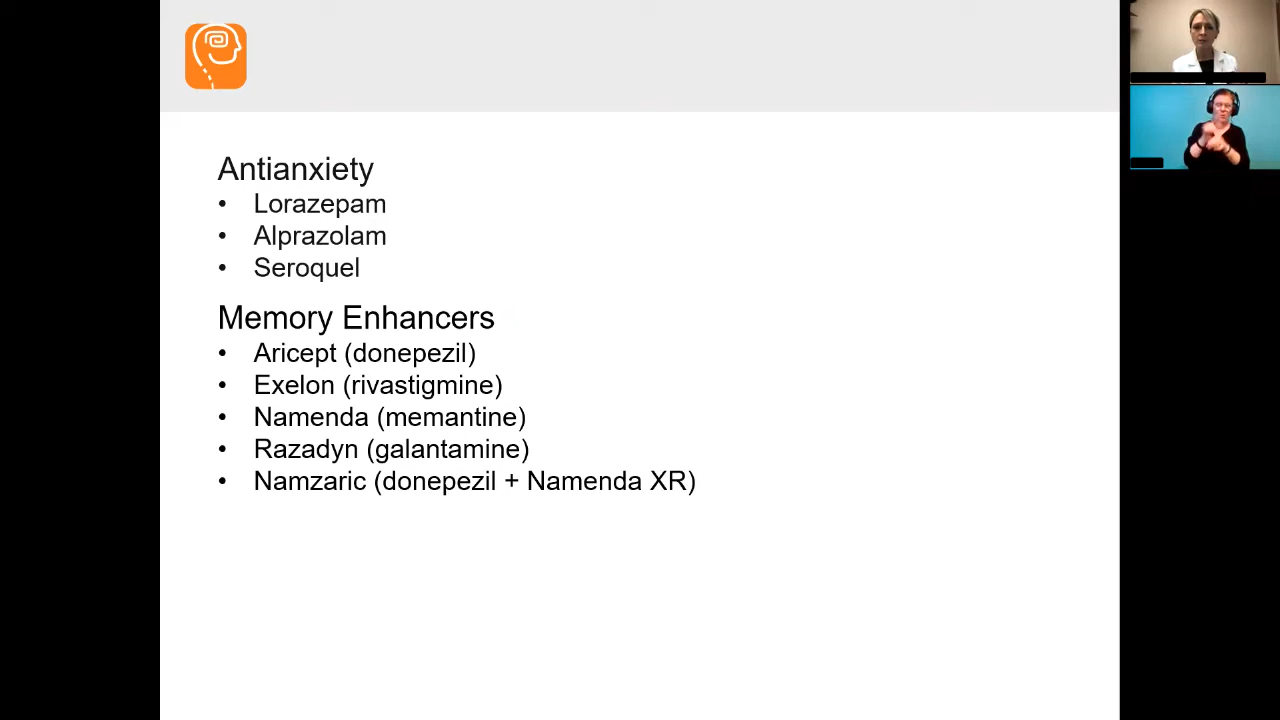 Antianxiety
• Lorazepam
• Alprazolam
• Seroquel
Memory Enhancers
• Aricept (donepezil)
• Exelon (rivastigmine)
• Namenda (memantine)
• Razadyn (galantamine)
• Namzaric (donepezil + Namenda XR)